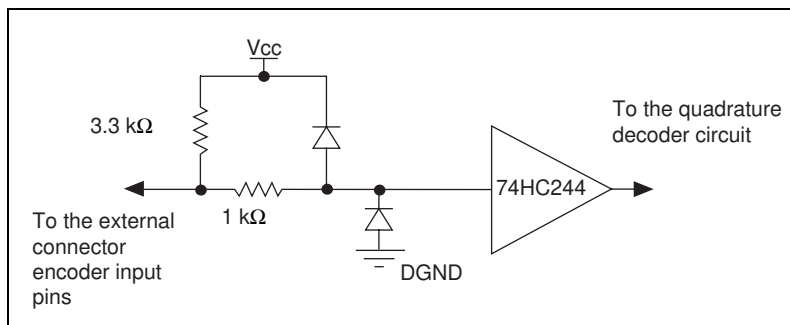 Vcc
3.3 kΩ
To the quadrature
decoder circuit
74HC244
1 kΩ
To the external
connector
encoder input
pins
DGND